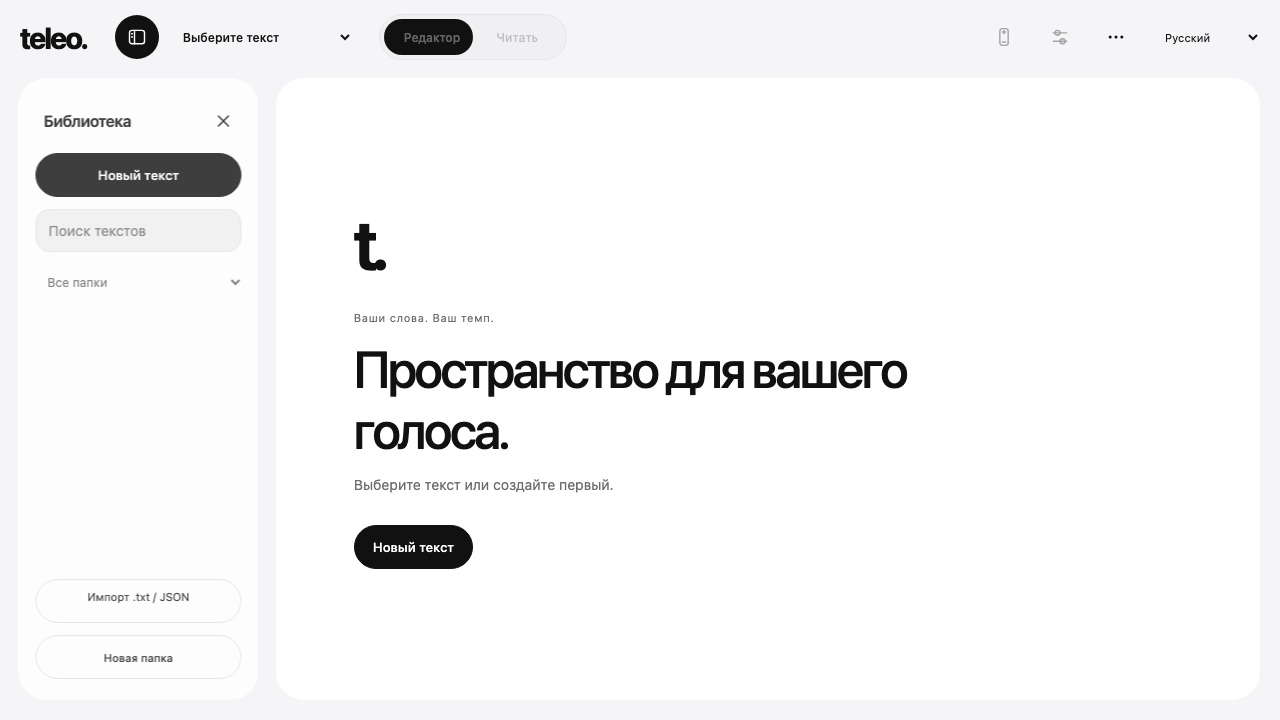 teleo.
Выберите текст
Редактор
Читать
Русский
Библиотека
Новый текст
Поиск текстов
Все папки
Импорт .txt / JSON
Новая папка
t.
Ваши слова. Ваш темп.
Пространство для вашего
голоса.
Выберите текст или создайте первый.
Новый текст